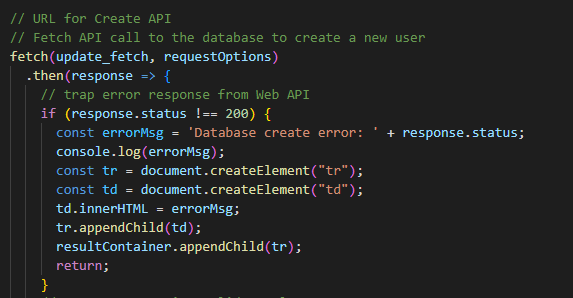 // URL for Create API
// Fetch API call to the database to create a new user
fetch(update_fetch, requestOptions)
  .then(response => {
    // trap error response from Web API
    if (response.status !== 200) {
      const errorMsg = 'Database create error: ' + response.status;
      console.log(errorMsg);
      const tr = document.createElement("tr");
      const td = document.createElement("td");
      td.innerHTML = errorMsg;
      tr.appendChild(td);
      resultContainer.appendChild(tr);
      return;
    }